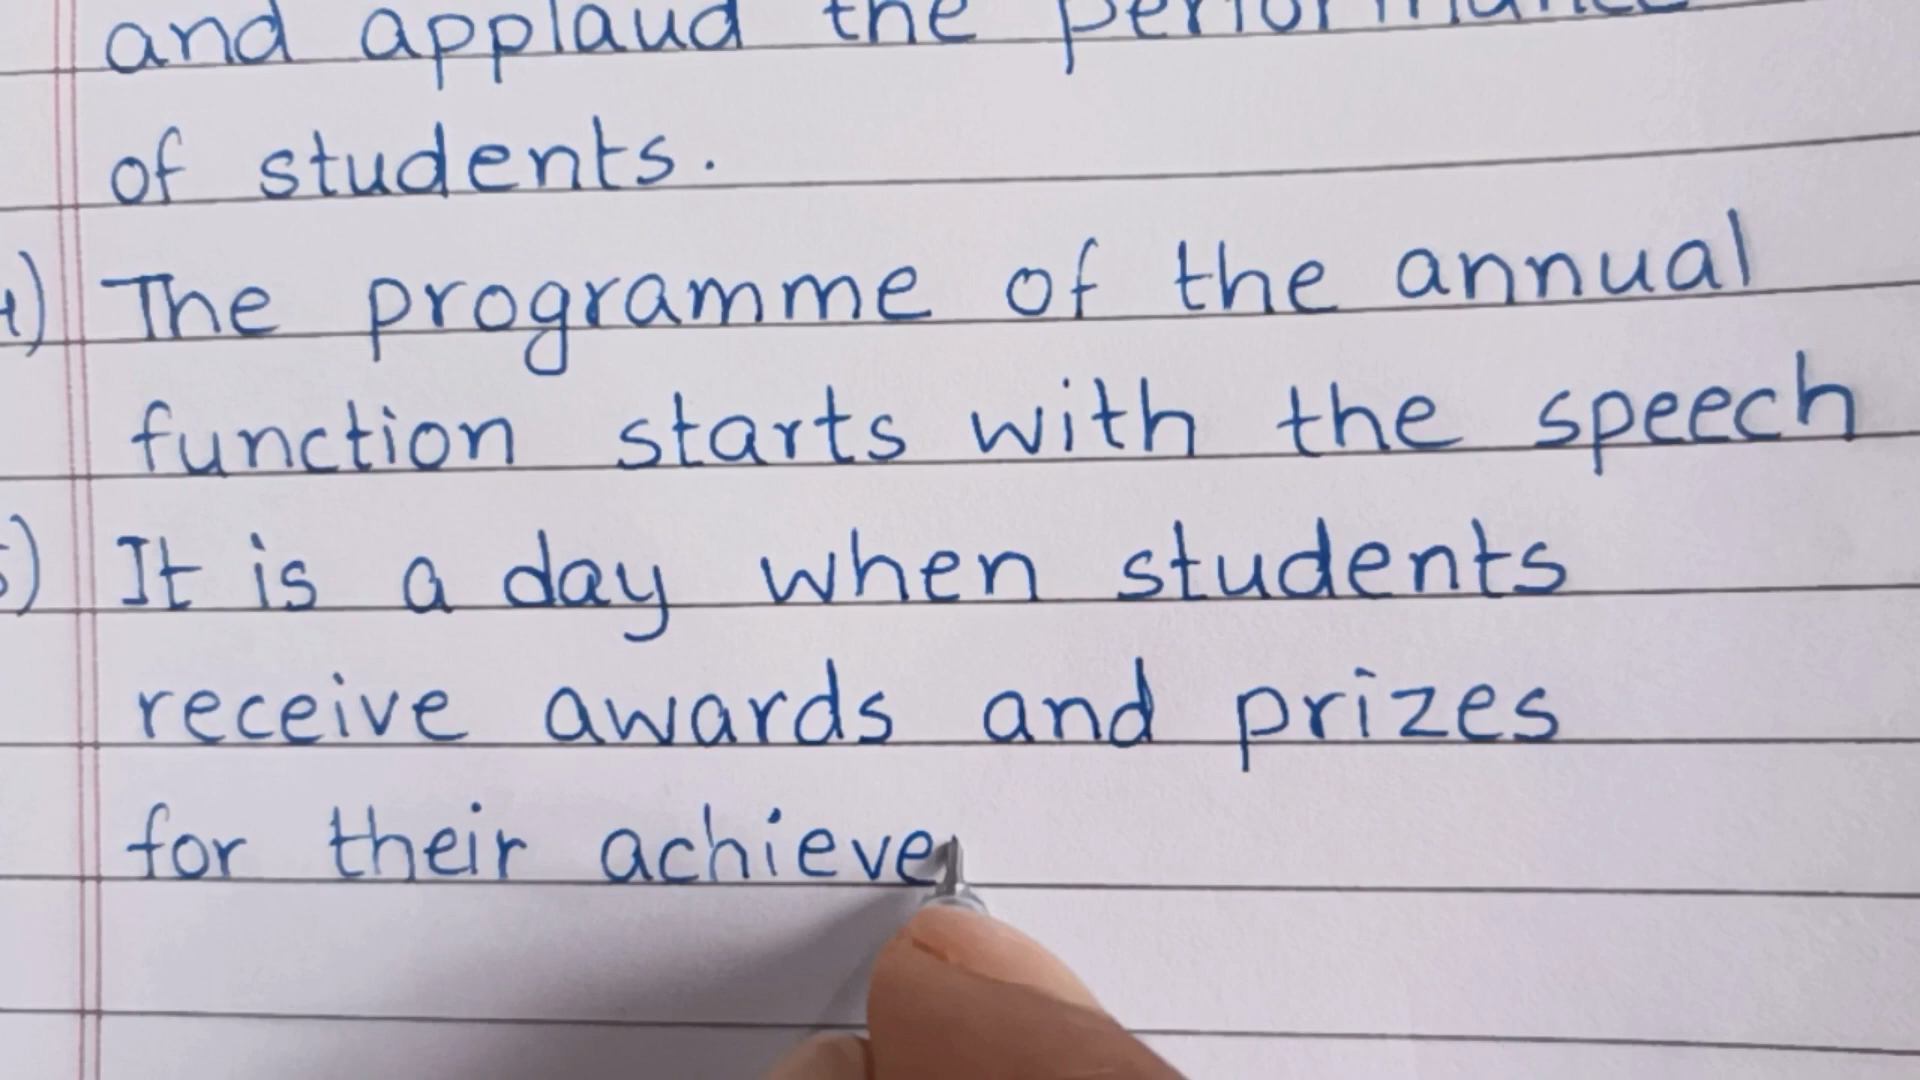 and applaud the performance
of students.
4) The programme of the annual
function starts with the speech
5) It is a day when students
receive awards and prizes
for their achieve